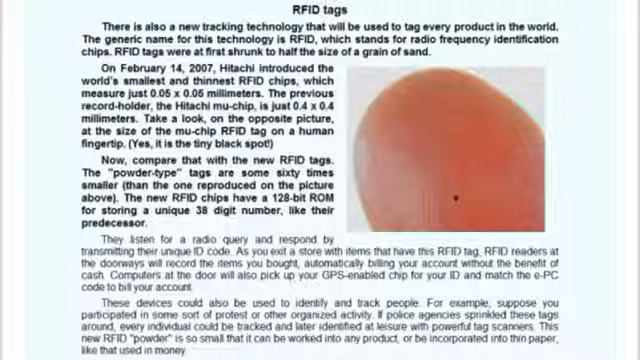 RFID tags
There is also a new tracking technology that will be used to tag every product in the world.
The generic name for this technology is RFID, which stands for radio frequency identification
chips. RFID tags were at first shrunk to half the size of a grain of sand.
On February 14, 2007, Hitachi introduced the
world's smallest and thinnest RFID chips, which
measure just 0.05 x 0.05 millimeters. The previous
record-holder, the Hitachi mu-chip, is just 0.4 x 0.4
millimeters. Take a look, on the opposite picture,
at the size of the mu-chip RFID tag on a human
fingertip. (Yes, it is the tiny black spot!)
Now, compare that with the new RFID tags.
The "powder-type" tags are some sixty times
smaller (than the one reproduced on the picture
above). The new RFID chips have a 128-bit ROM
for storing a unique 38 digit number, like their
predecessor.
They listen for a radio query and respond by
transmitting their unique ID code. As you exit a store with items that have this RFID tag, RFID readers at
the doorways will record the items you bought, automatically billing your account without the benefit of
cash. Computers at the door will also pick up your GPS-enabled chip for your ID and match the e-PC
code to bill your account.
These devices could also be used to identify and track people. For example, suppose you
participated in some sort of protest or other organized activity. If police agencies sprinkled these tags
around, every individual could be tracked and later identified at leisure with powerful tag scanners. This
new RFID "powder" is so small that it can be worked into any product, or be incorporated into thin paper,
like that used in money.